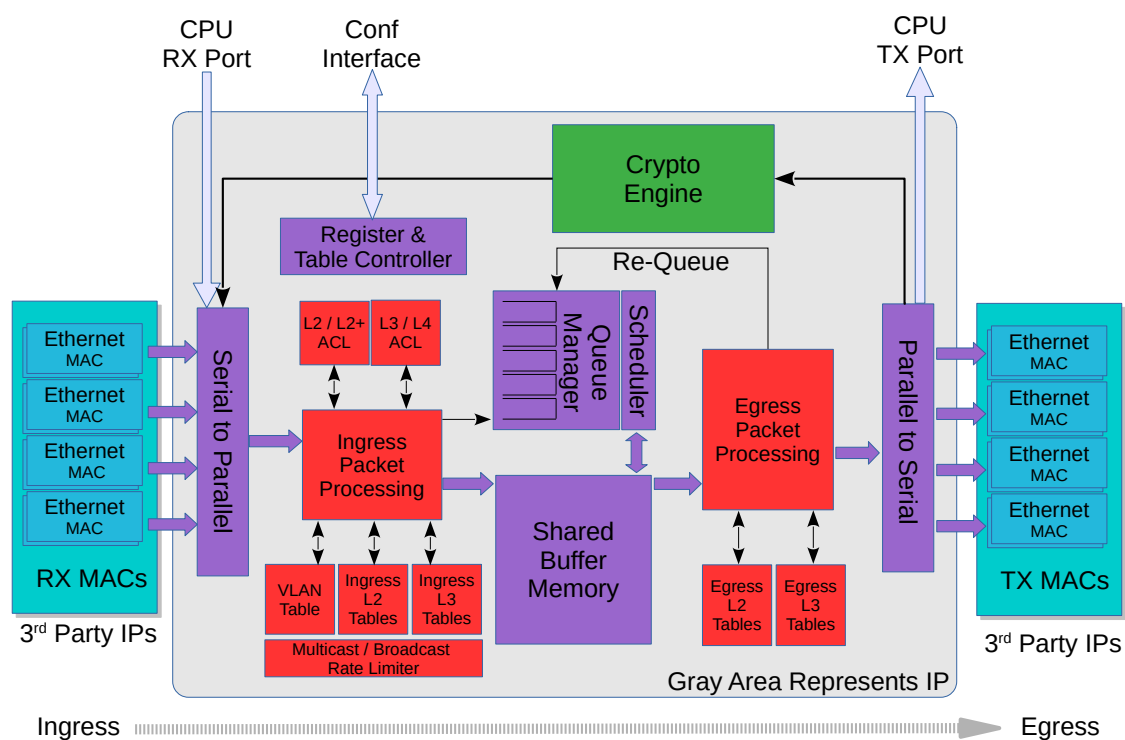 CPU
RX Port
Conf
Interface
CPU
TX Port
Crypto
Engine
Register &
Table Controller
Re-Queue
Ethernet
MAC
Ethernet
MAC
Ethernet
MAC
Ethernet
MAC
RX MACs
3rd Party IPs
Serial to Parallel
L2 / L2+
ACL
L3 / L4
ACL
Ingress
Packet
Processing
VLAN
Table
Ingress
L2
Tables
Ingress
L3
Tables
Multicast / Broadcast
Rate Limiter
Queue
Manager
Scheduler
Shared
Buffer
Memory
Egress
Packet
Processing
Egress
L2
Tables
Egress
L3
Tables
Parallel to Serial
Ethernet
MAC
Ethernet
MAC
Ethernet
MAC
Ethernet
MAC
TX MACs
3rd Party IPs
Gray Area Represents IP
Ingress
Egress